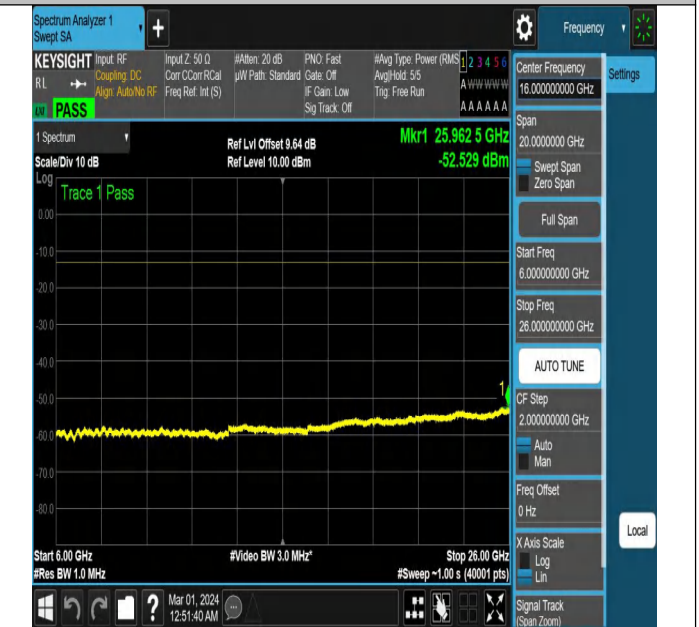 Spectrum Analyzer 1
Swept SA
+
Frequency
KEYSIGHT
RL
PASS
Input: RF
Coupling: DC
Align: Auto/No RF
Input Z: 50 Ω
Corr CCorr RCal
Freq Ref: Int (S)
#Atten: 20 dB
µW Path: Standard
PNO: Fast
Gate: Off
IF Gain: Low
Sig Track: Off
#Avg Type: Power (RMS
Avg|Hold: 5/5
Trig: Free Run
1 2 3 4 5 6
A W W W W W
A A A A A A
1 Spectrum
Scale/Div 10 dB
Log
Ref Lvl Offset 9.64 dB
Ref Level 10.00 dBm
Mkr1 25.962 5 GHz
-52.529 dBm
Trace 1 Pass
0.00
-10.0
-20.0
-30.0
-40.0
-50.0
-60.0
-70.0
-80.0
1
Start 6.00 GHz
#Res BW 1.0 MHz
#Video BW 3.0 MHz*
Stop 26.00 GHz
#Sweep ~1.00 s (40001 pts)
Mar 01, 2024
12:51:40 AM
?
Center Frequency
16.000000000 GHz
Settings
Span
20.0000000 GHz
Swept Span
Zero Span
Full Span
Start Freq
6.000000000 GHz
Stop Freq
26.000000000 GHz
AUTO TUNE
CF Step
2.000000000 GHz
Auto
Man
Freq Offset
0 Hz
X Axis Scale
Log
Lin
Local
Signal Track
(Span Zoom)